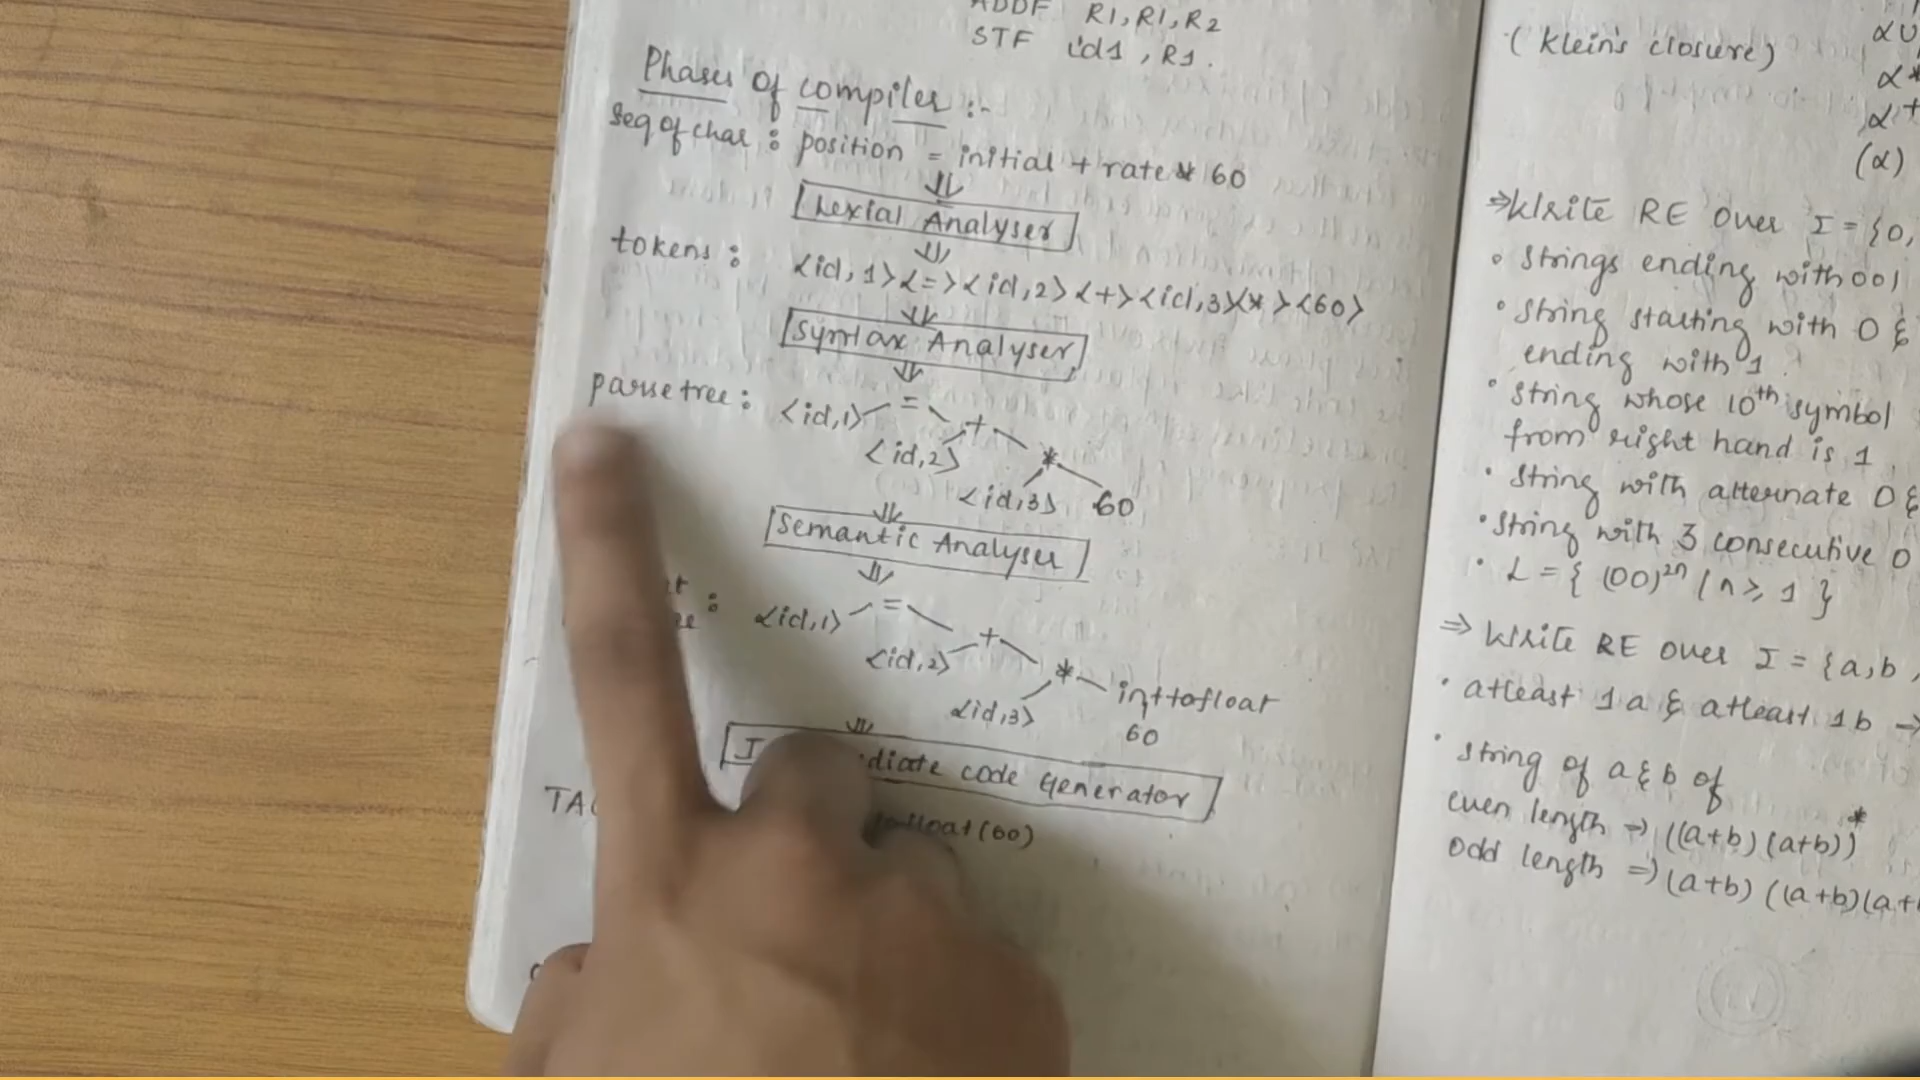 ADDF R1, R1, R2
STF id1, R1.
Phases of compiler :-
Seq of char : position = initial + rate * 60
Lexial Analyser
tokens : <id, 1> <=> <id, 2> <+> <id, 3> <*> <60>
Syntax Analyser
parse tree : <id, 1> =
+
<id, 2>
*
<id, 3> 60
Semantic Analyser
<id, 1> =
+
<id, 2>
* inttofloat
<id, 3> 60
code Generator
float (60)
(Klein's closure)
α*
α+
(α)
⇒ Write RE over Σ = {0,
• Strings ending with 001
• String starting with 0 &
ending with 1.
• String whose 10th symbol
from right hand is 1
• String with alternate 0 &
• String with 3 consecutive 0
• L = { (00)²ⁿ / n ≥ 1 }
⇒ Write RE over Σ = {a, b,
• atleast 1 a & atleast 1 b →
• String of a & b of
even length ⇒ ((a+b) (a+b))*
odd length ⇒ (a+b) ((a+b)(a+